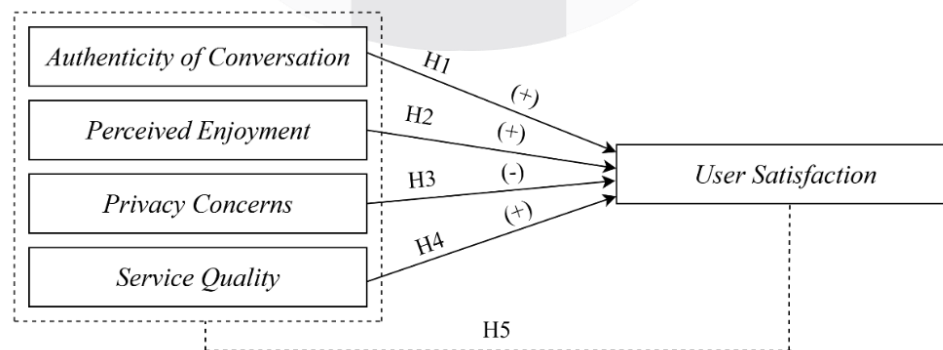 Authenticity of Conversation
H1
(+)
Perceived Enjoyment
H2
(+)
Privacy Concerns
H3
(-)
Service Quality
H4
(+)
User Satisfaction
H5